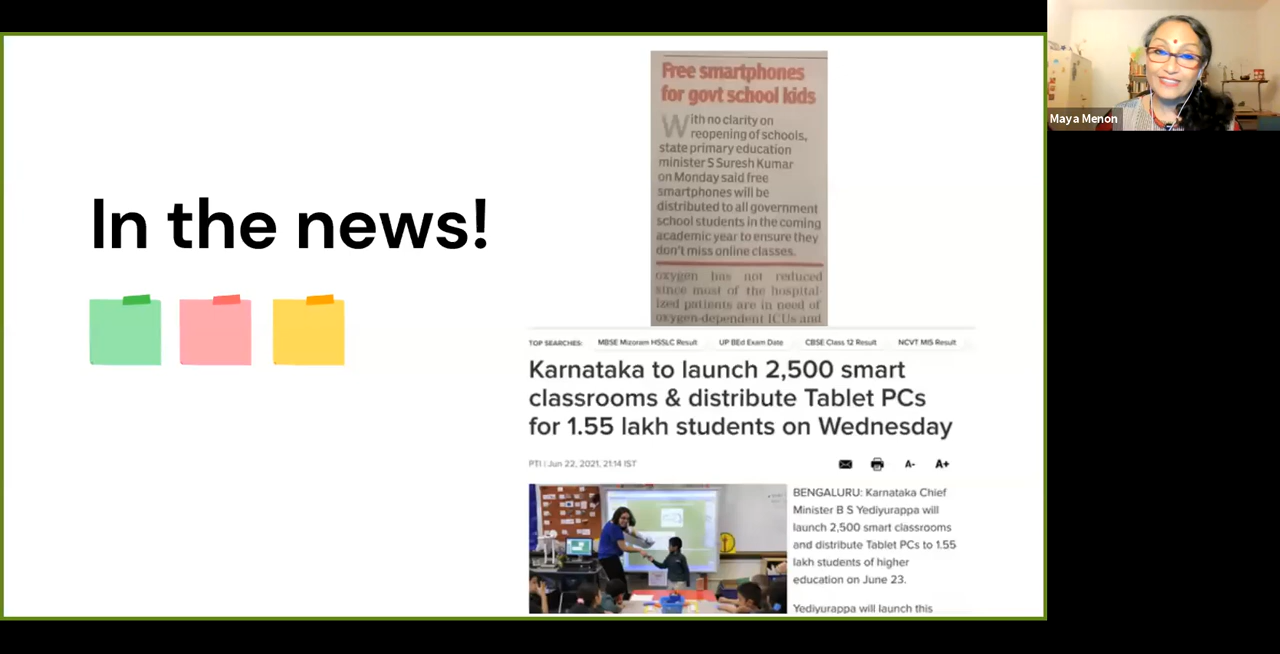 In the news!
Free smartphones
for govt school kids
With no clarity on
reopening of schools,
state primary education
minister S Suresh Kumar
on Monday said free
smartphones will be
distributed to all government
school students in the coming
academic year to ensure they
don't miss online classes.
oxygen has not reduced
since most of the hospital-
ized patients are in need of
oxygen-dependent ICUs and
TOP SEARCHES: MBSE Mizoram HSSLC Result UP BEd Exam Date CBSE Class 12 Result NCVT MIS Result
Karnataka to launch 2,500 smart
classrooms & distribute Tablet PCs
for 1.55 lakh students on Wednesday
PTI | Jun 22, 2021, 21:14 IST
A- A+
BENGALURU: Karnataka Chief
Minister B S Yediyurappa will
launch 2,500 smart classrooms
and distribute Tablet PCs to 1.55
lakh students of higher
education on June 23.
Yediyurappa will launch this
Maya Menon